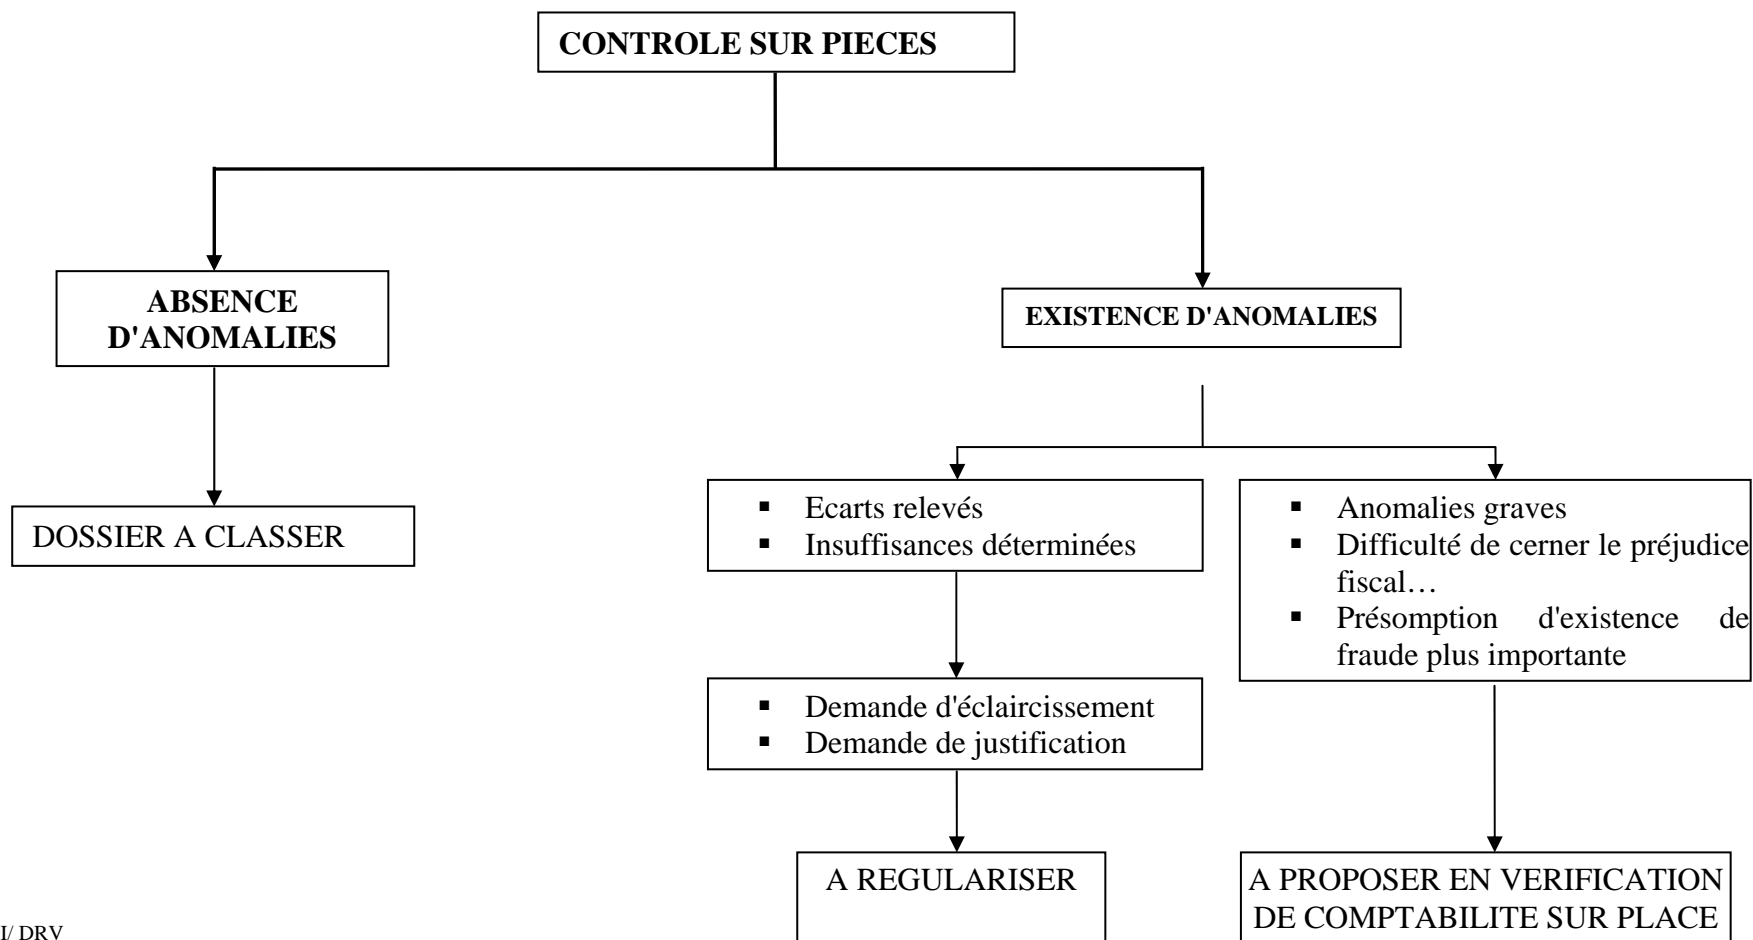 CONTROLE SUR PIECES
ABSENCE
D'ANOMALIES
EXISTENCE D'ANOMALIES
DOSSIER A CLASSER
▪ Ecarts relevés
▪ Insuffisances déterminées
▪ Anomalies graves
▪ Difficulté de cerner le préjudice
fiscal…
▪ Présomption d'existence de
fraude plus importante
▪ Demande d'éclaircissement
▪ Demande de justification
A REGULARISER
A PROPOSER EN VERIFICATION
DE COMPTABILITE SUR PLACE
I/ DRV